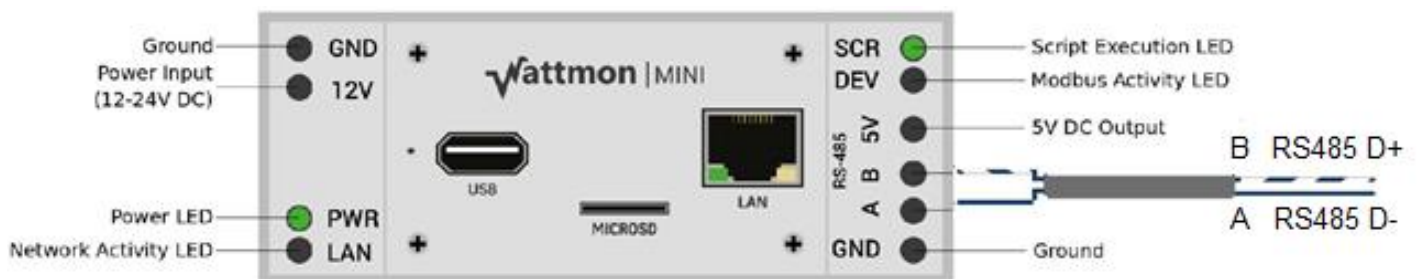 Ground
Power Input
(12-24V DC)
Power LED
Network Activity LED
GND
12V
PWR
LAN
Wattmon | MINI
USB
MICROSD
LAN
SCR
DEV
5V
B
A
RS-485
GND
Script Execution LED
Modbus Activity LED
5V DC Output
B RS485 D+
A RS485 D-
Ground